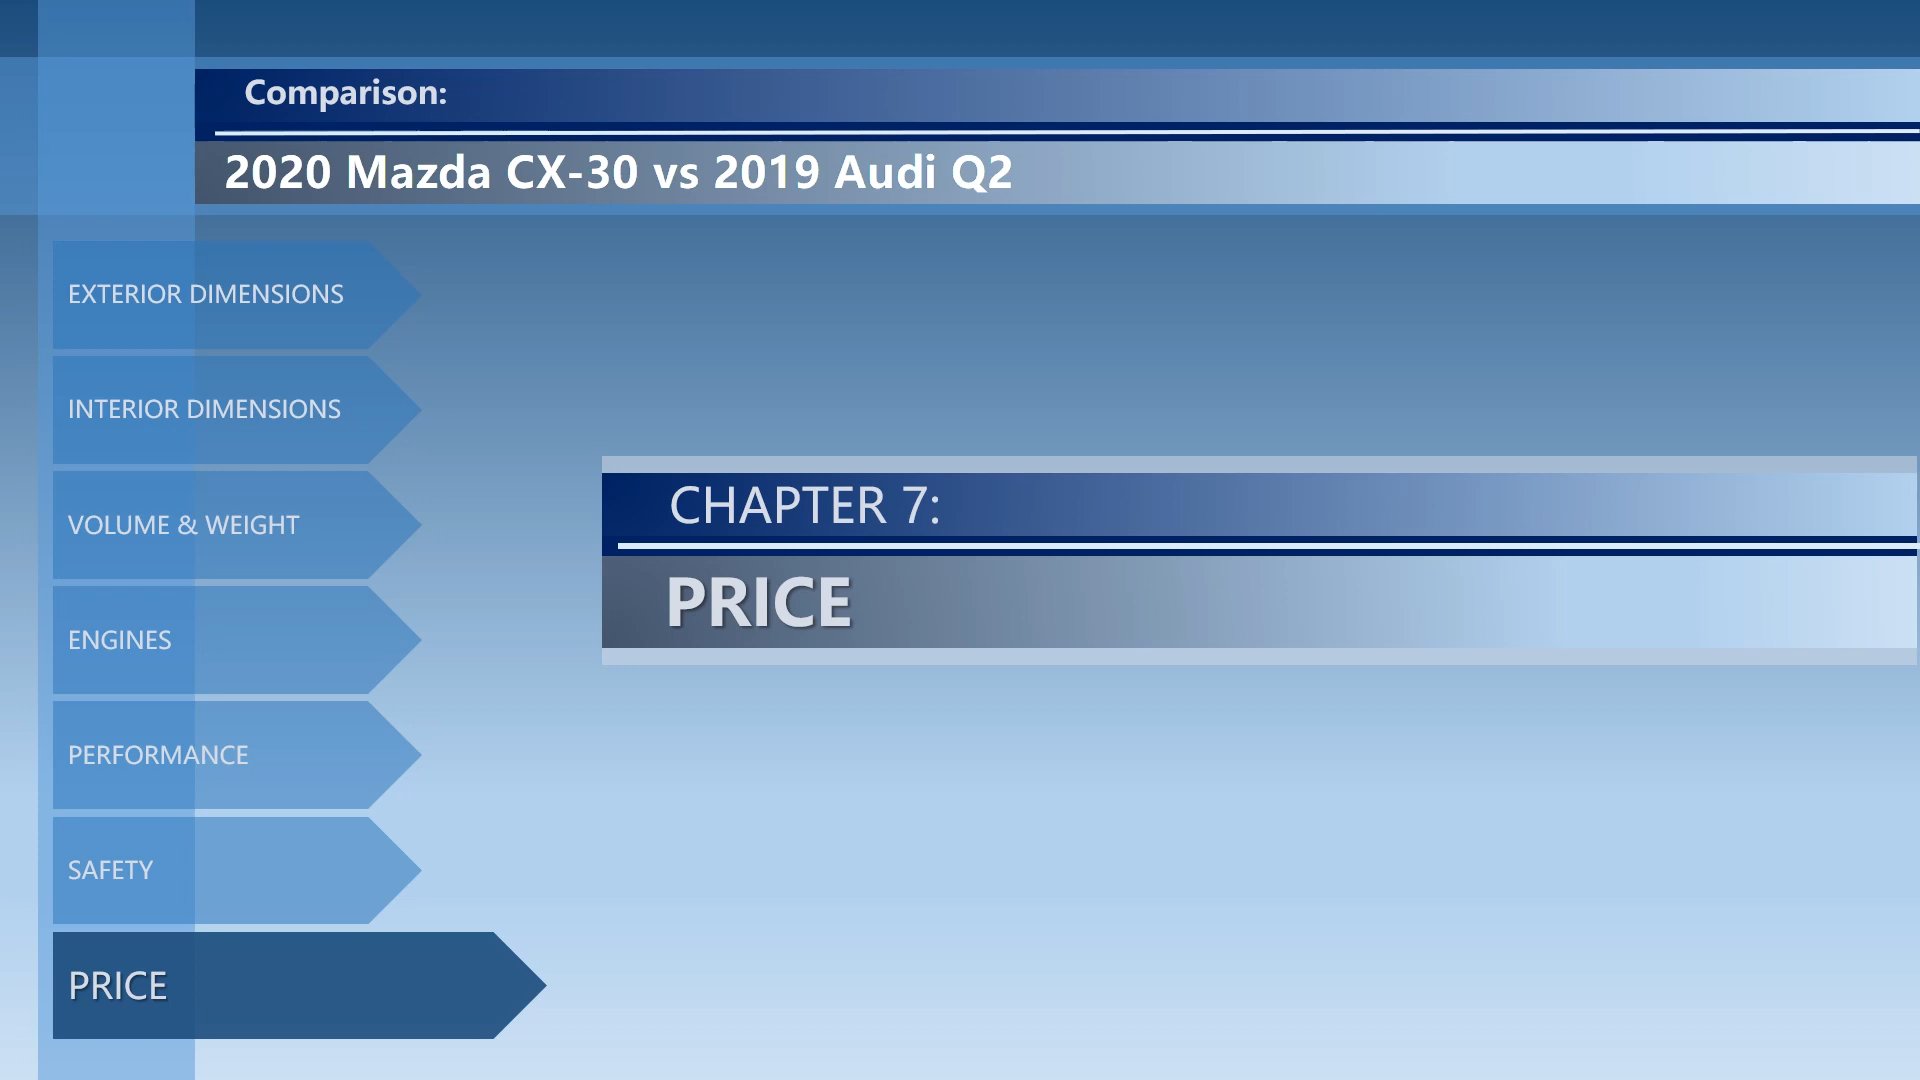 Comparison:
2020 Mazda CX-30 vs 2019 Audi Q2
EXTERIOR DIMENSIONS
INTERIOR DIMENSIONS
VOLUME & WEIGHT
ENGINES
PERFORMANCE
SAFETY
PRICE
CHAPTER 7:
PRICE